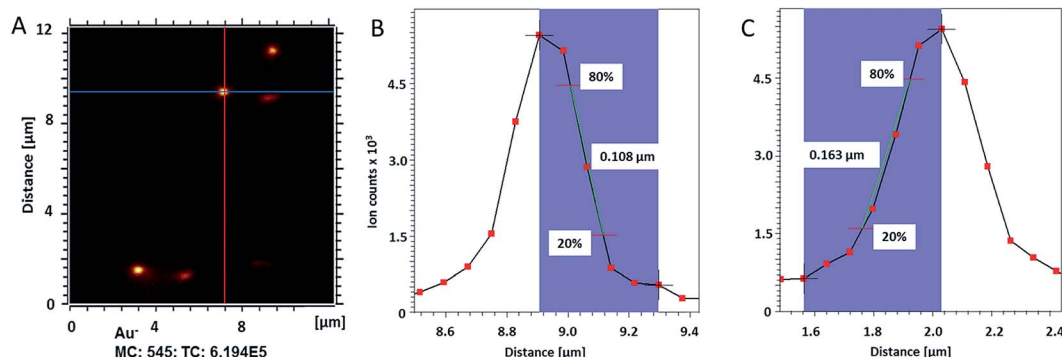 A
12
8
4
0
Distance [µm]
0 4 8 [µm]
Au⁻
MC: 545; TC: 6.194E5
B
80%
0.108 µm
20%
4.5
3.0
1.5
0
Ion counts x 10³
8.6 8.8 9.0 9.2 9.4
Distance [µm]
C
80%
0.163 µm
20%
4.5
3.0
1.5
0
1.6 1.8 2.0 2.2 2.4
Distance [µm]